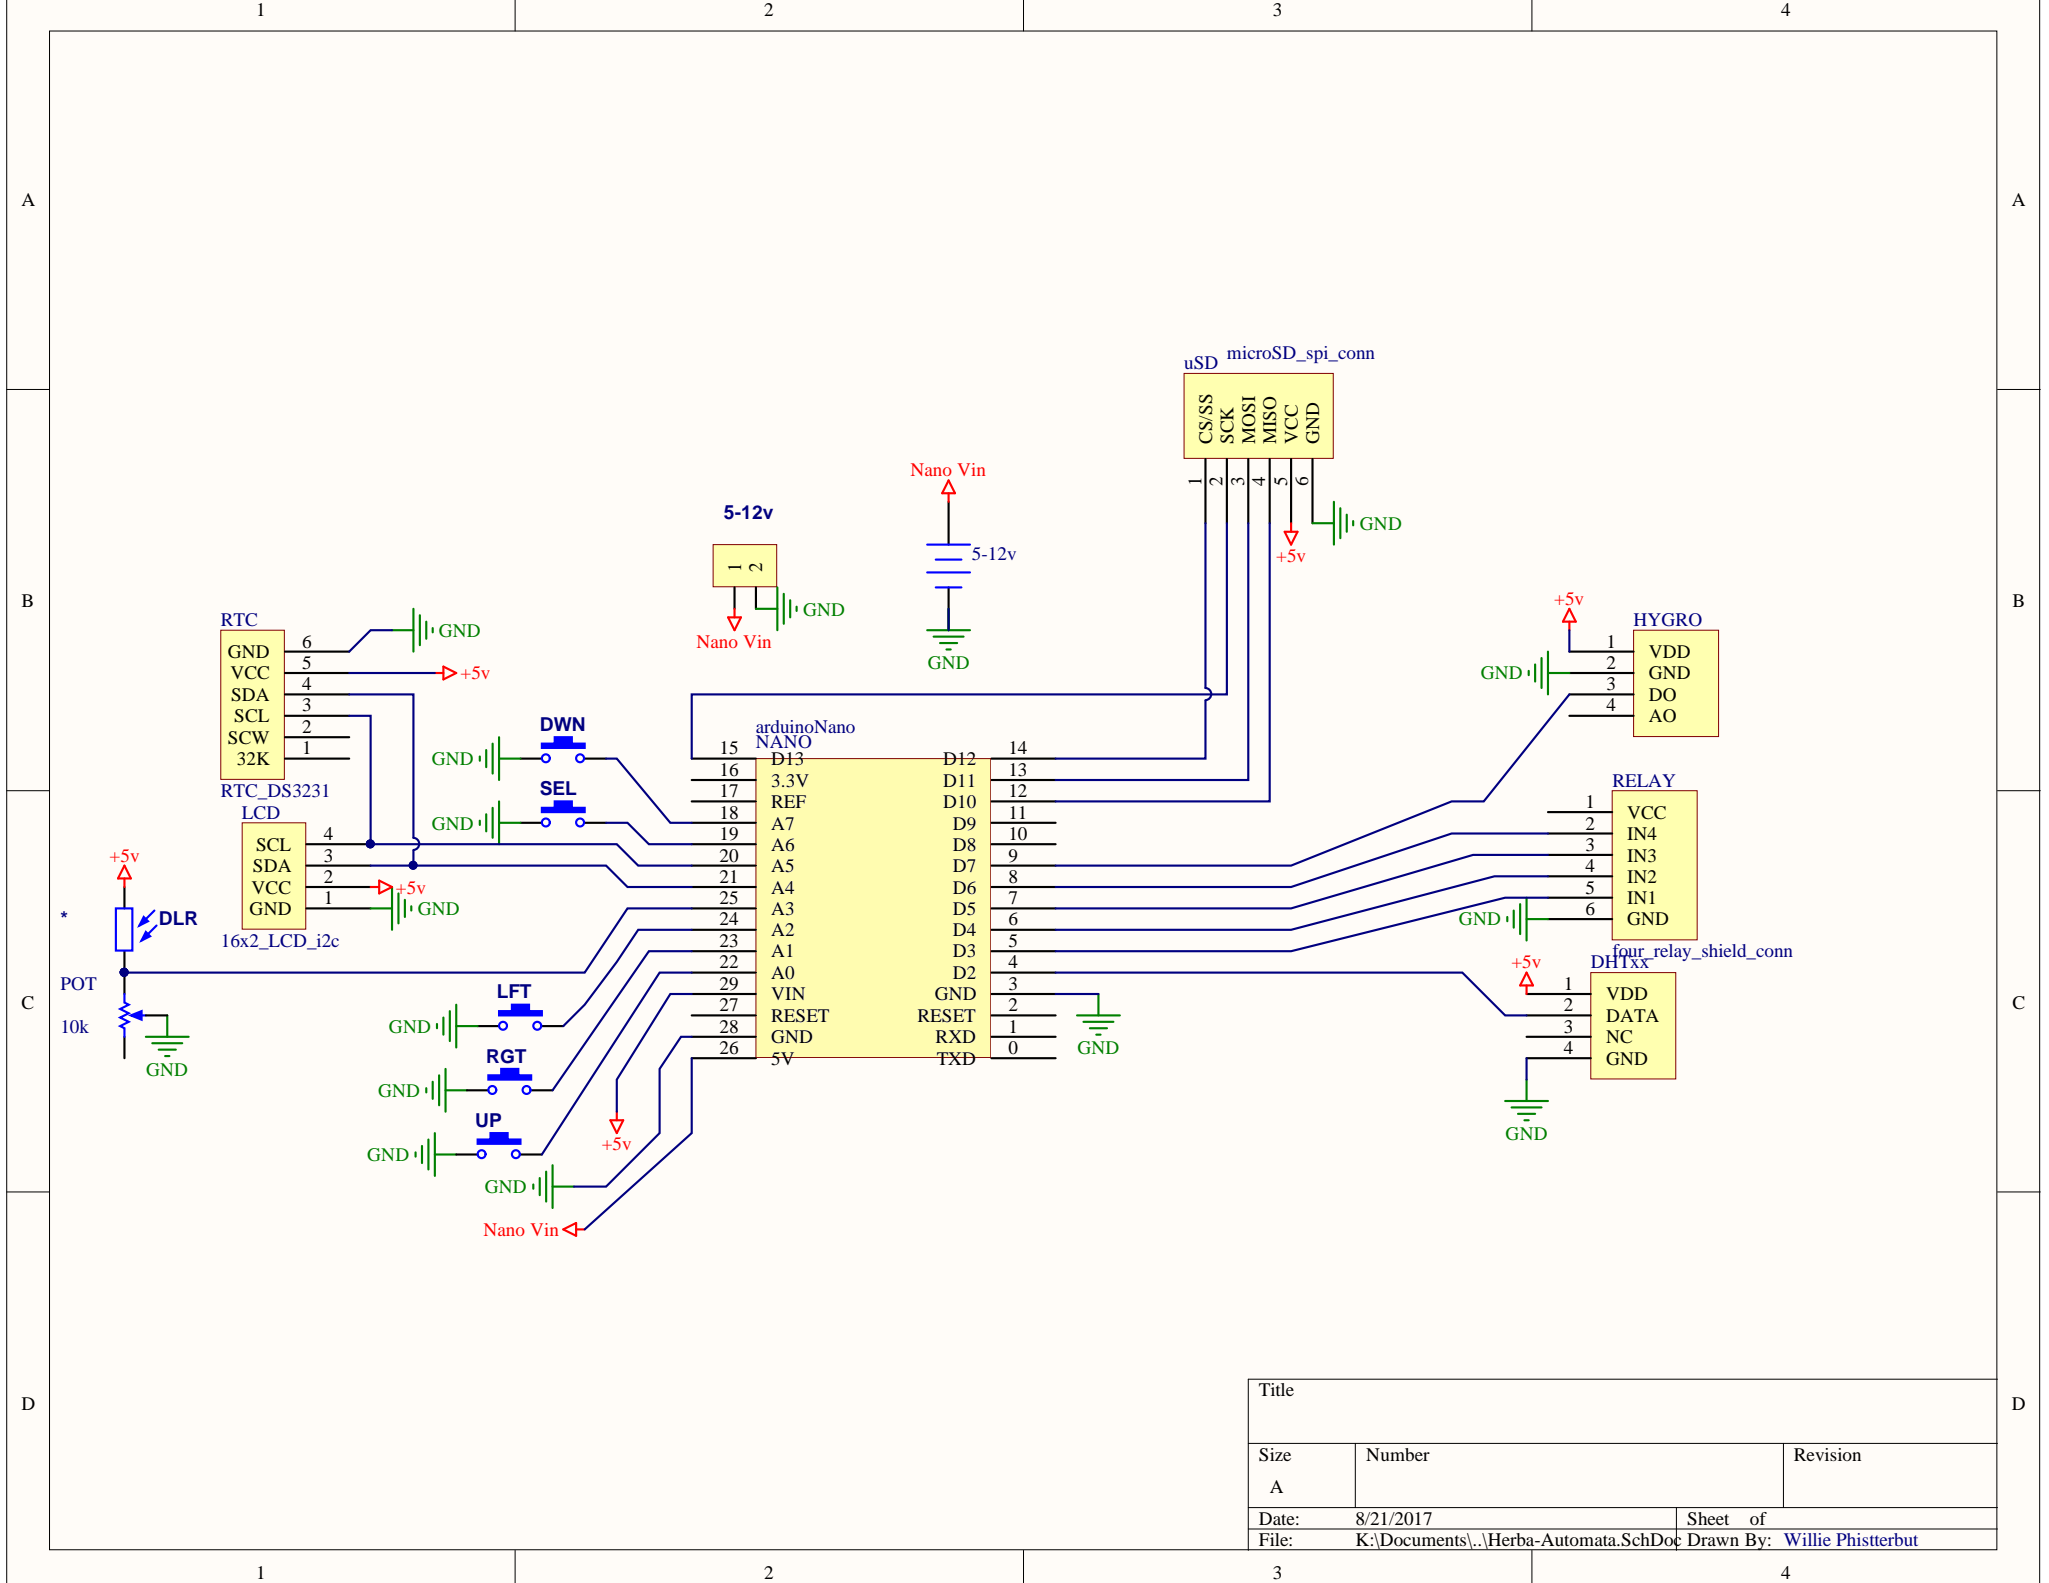 1 2 3 4
A A
B B
C C
D D
1 2 3 4
uSD microSD_spi_conn
CS/SS
SCK
MOSI
MISO
VCC
GND
1
2
3
4
5
6
GND
+5v
Nano Vin
5-12v
GND
5-12v
1
2
GND
Nano Vin
RTC
GND 6
VCC 5
SDA 4
SCL 3
SCW 2
32K 1
RTC_DS3231
GND
+5v
LCD
SCL 4
SDA 3
VCC 2
GND 1
16x2_LCD_i2c
+5v
GND
+5v
*
DLR
POT
10k
GND
DWN
GND
SEL
GND
LFT
GND
RGT
GND
UP
GND
+5v
GND
Nano Vin
arduinoNano
NANO
15 D13
16 3.3V
17 REF
18 A7
19 A6
20 A5
21 A4
25 A3
24 A2
23 A1
22 A0
29 VIN
27 RESET
28 GND
26 5V
D12 14
D11 13
D10 12
D9 11
D8 10
D7 9
D6 8
D5 7
D4 6
D3 5
D2 4
GND 3
RESET 2
RXD 1
TXD 0
GND
+5v
HYGRO
1 VDD
2 GND
3 DO
4 AO
GND
RELAY
1 VCC
2 IN4
3 IN3
4 IN2
5 IN1
6 GND
GND
four_relay_shield_conn
DHTxx
+5v
1 VDD
2 DATA
3 NC
4 GND
GND
Title
Size Number Revision
A
Date: 8/21/2017 Sheet of
File: K:\Documents\..\Herba-Automata.SchDoc Drawn By: Willie Phistterbut